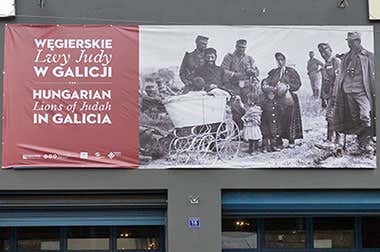 WĘGIERSKIE
Lwy Judy
W GALICJI
HUNGARIAN
Lions of Judah
IN GALICIA